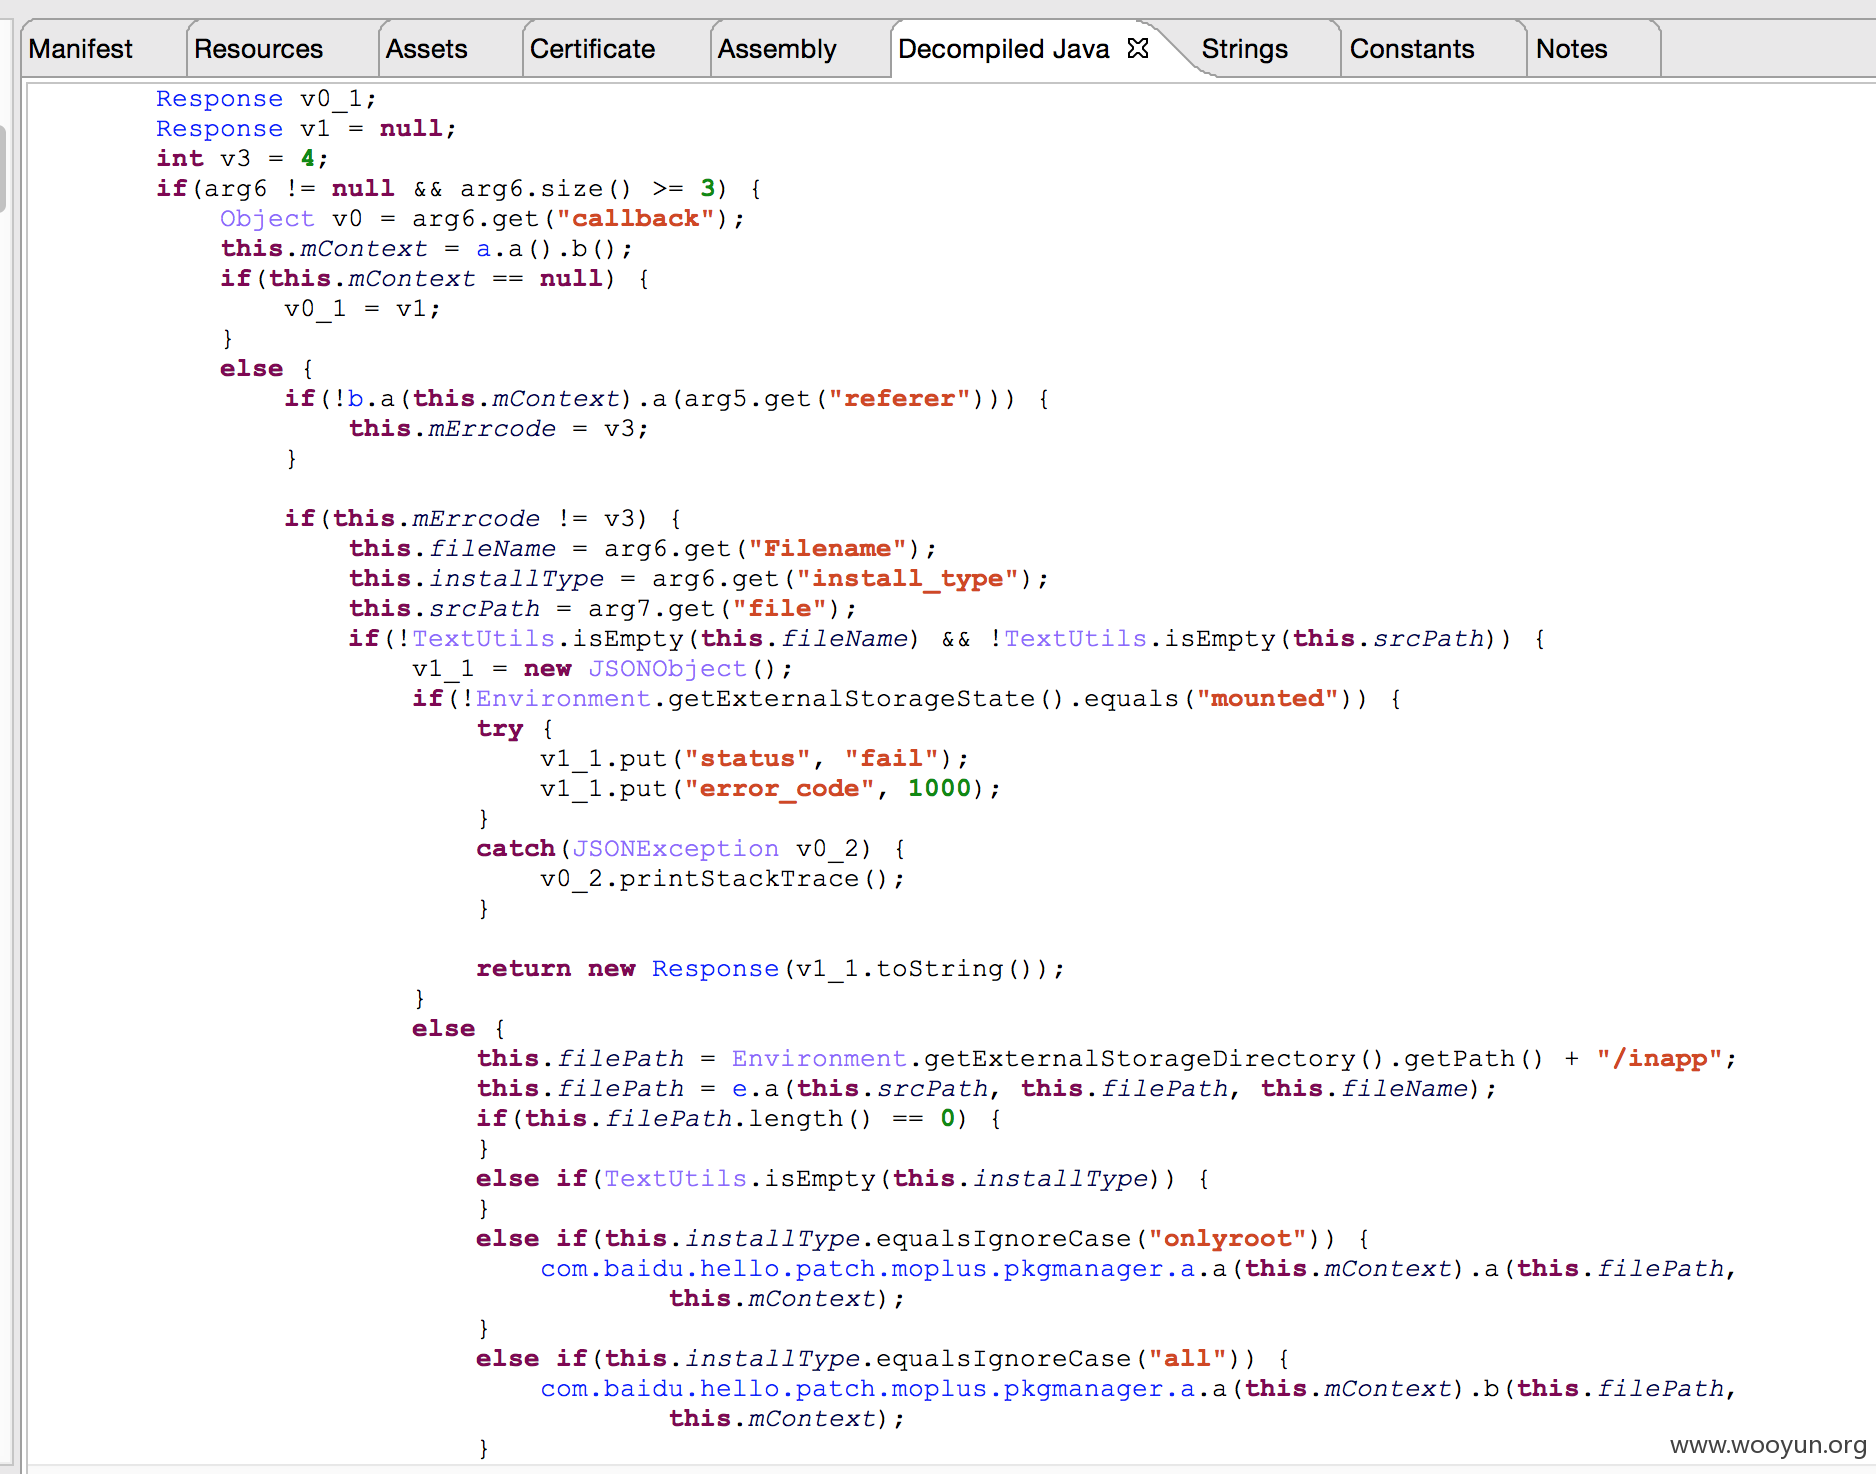 Manifest Resources Assets Certificate Assembly Decompiled Java Strings Constants Notes
Response v0_1;
Response v1 = null;
int v3 = 4;
if(arg6 != null && arg6.size() >= 3) {
Object v0 = arg6.get("callback");
this.mContext = a.a().b();
if(this.mContext == null) {
v0_1 = v1;
}
else {
if(!b.a(this.mContext).a(arg5.get("referer"))) {
this.mErrcode = v3;
}
if(this.mErrcode != v3) {
this.fileName = arg6.get("Filename");
this.installType = arg6.get("install_type");
this.srcPath = arg7.get("file");
if(!TextUtils.isEmpty(this.fileName) && !TextUtils.isEmpty(this.srcPath)) {
v1_1 = new JSONObject();
if(!Environment.getExternalStorageState().equals("mounted")) {
try {
v1_1.put("status", "fail");
v1_1.put("error_code", 1000);
}
catch(JSONException v0_2) {
v0_2.printStackTrace();
}
return new Response(v1_1.toString());
}
else {
this.filePath = Environment.getExternalStorageDirectory().getPath() + "/inapp";
this.filePath = e.a(this.srcPath, this.filePath, this.fileName);
if(this.filePath.length() == 0) {
}
else if(TextUtils.isEmpty(this.installType)) {
}
else if(this.installType.equalsIgnoreCase("onlyroot")) {
com.baidu.hello.patch.moplus.pkgmanager.a.a(this.mContext).a(this.filePath,
this.mContext);
}
else if(this.installType.equalsIgnoreCase("all")) {
com.baidu.hello.patch.moplus.pkgmanager.a.a(this.mContext).b(this.filePath,
this.mContext);
}
www.wooyun.org